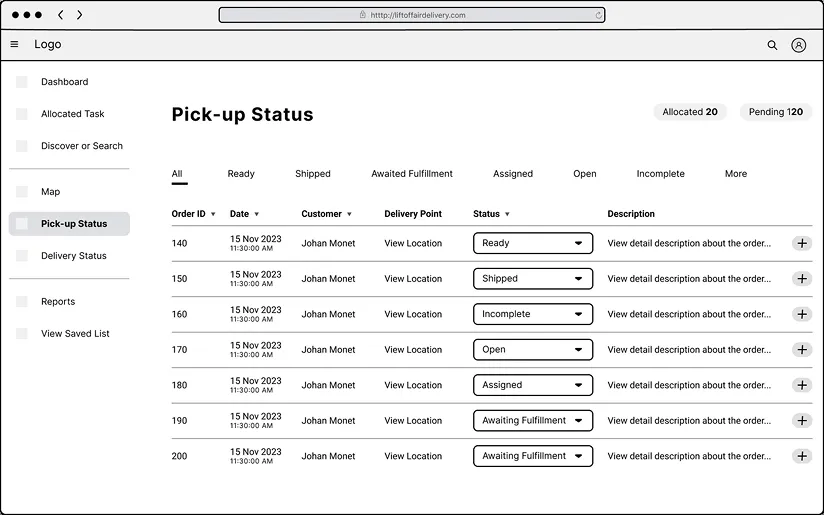 htttp://liftoffairdelivery.com
Logo
Dashboard
Allocated Task
Discover or Search
Map
Pick-up Status
Delivery Status
Reports
View Saved List
Pick-up Status
Allocated 20
Pending 120
All Ready Shipped Awaited Fulfillment Assigned Open Incomplete More
Order ID Date Customer Delivery Point Status Description
140 15 Nov 2023 11:30:00 AM Johan Monet View Location Ready View detail description about the order...
150 15 Nov 2023 11:30:00 AM Johan Monet View Location Shipped View detail description about the order...
160 15 Nov 2023 11:30:00 AM Johan Monet View Location Incomplete View detail description about the order...
170 15 Nov 2023 11:30:00 AM Johan Monet View Location Open View detail description about the order...
180 15 Nov 2023 11:30:00 AM Johan Monet View Location Assigned View detail description about the order...
190 15 Nov 2023 11:30:00 AM Johan Monet View Location Awaiting Fulfillment View detail description about the order...
200 15 Nov 2023 11:30:00 AM Johan Monet View Location Awaiting Fulfillment View detail description about the order...